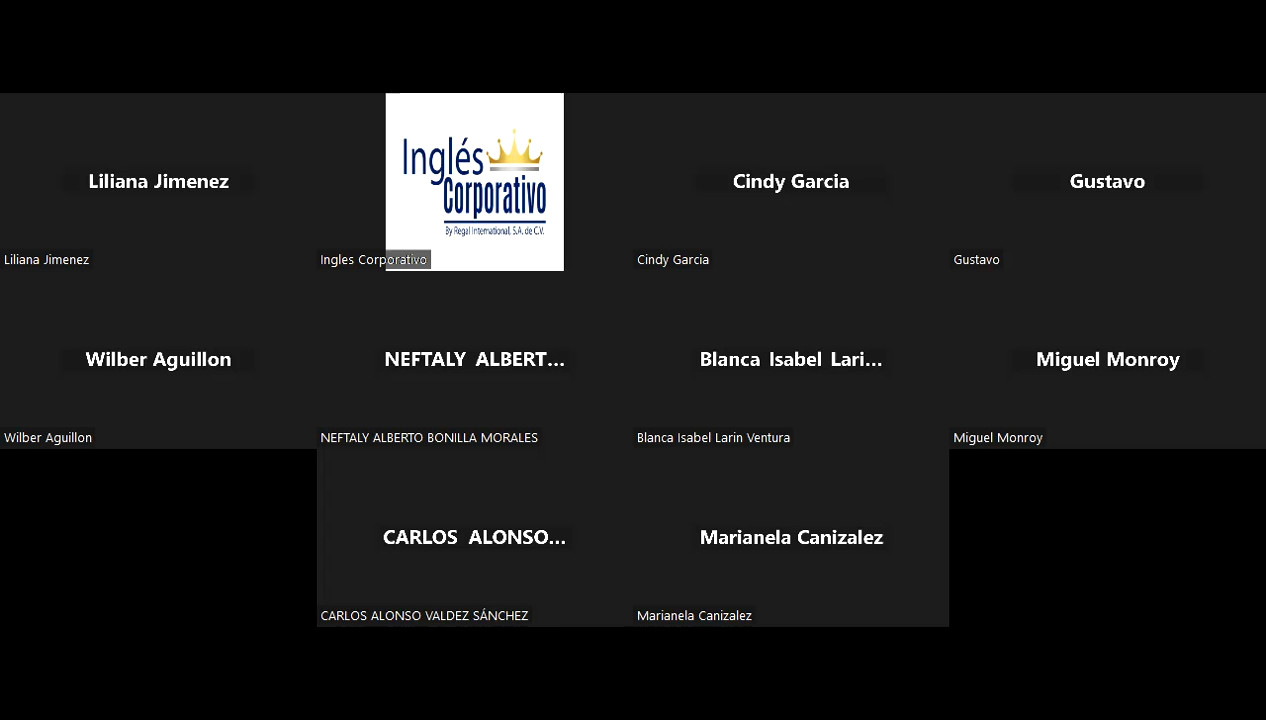 Liliana Jimenez
Liliana Jimenez
Inglés
Corporativo
By Regal International, S.A. de C.V.
Ingles Corporativo
Cindy Garcia
Cindy Garcia
Gustavo
Gustavo
Wilber Aguillon
Wilber Aguillon
NEFTALY ALBERT...
NEFTALY ALBERTO BONILLA MORALES
Blanca Isabel Lari...
Blanca Isabel Larin Ventura
Miguel Monroy
Miguel Monroy
CARLOS ALONSO...
CARLOS ALONSO VALDEZ SÁNCHEZ
Marianela Canizalez
Marianela Canizalez